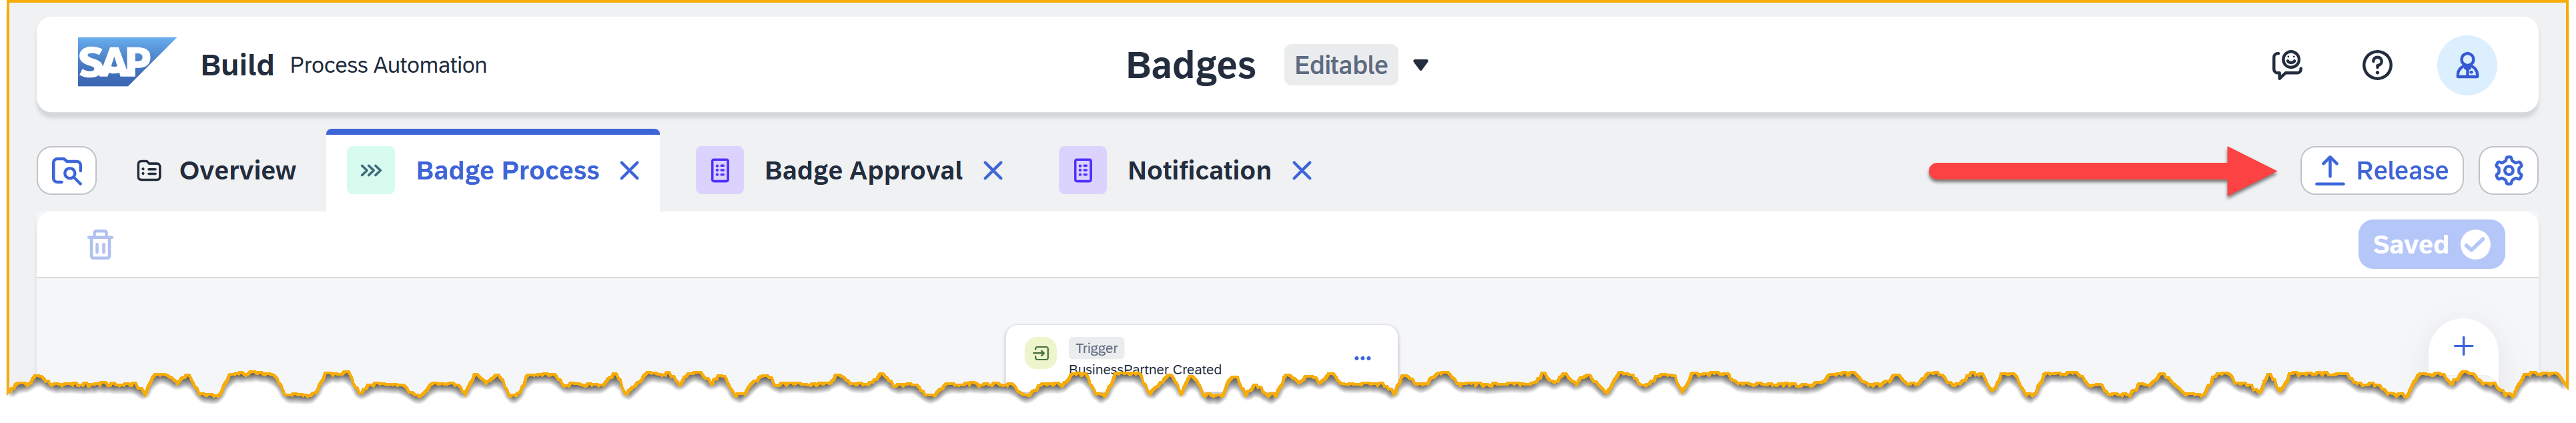 SAP Build Process Automation
Badges Editable
Overview
Badge Process
Badge Approval
Notification
Release
Saved
Trigger
BusinessPartner Created